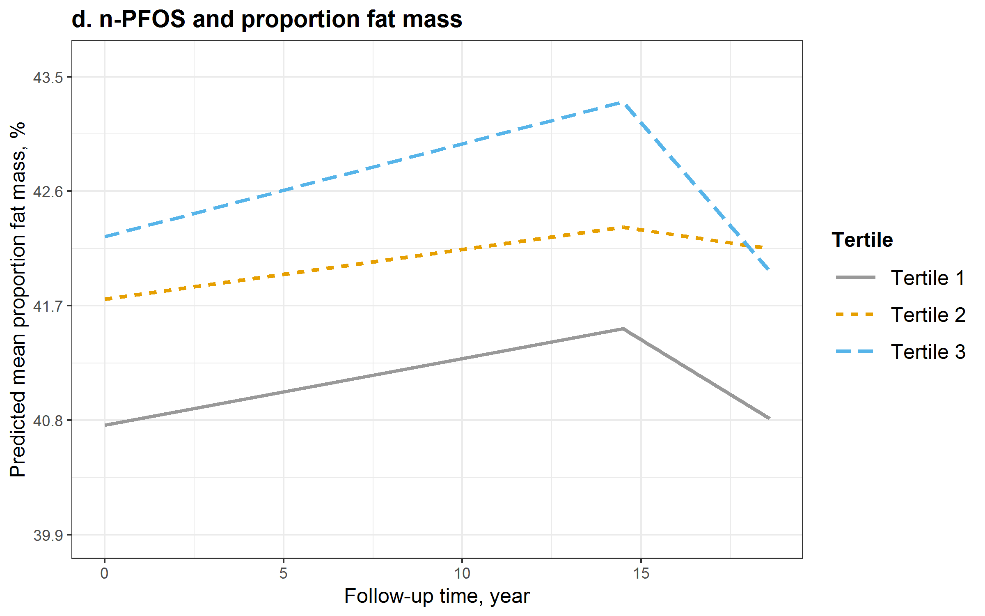 d. n-PFOS and proportion fat mass
Predicted mean proportion fat mass, %
43.5
42.6
41.7
40.8
39.9
0
5
10
15
Follow-up time, year
Tertile
Tertile 1
Tertile 2
Tertile 3